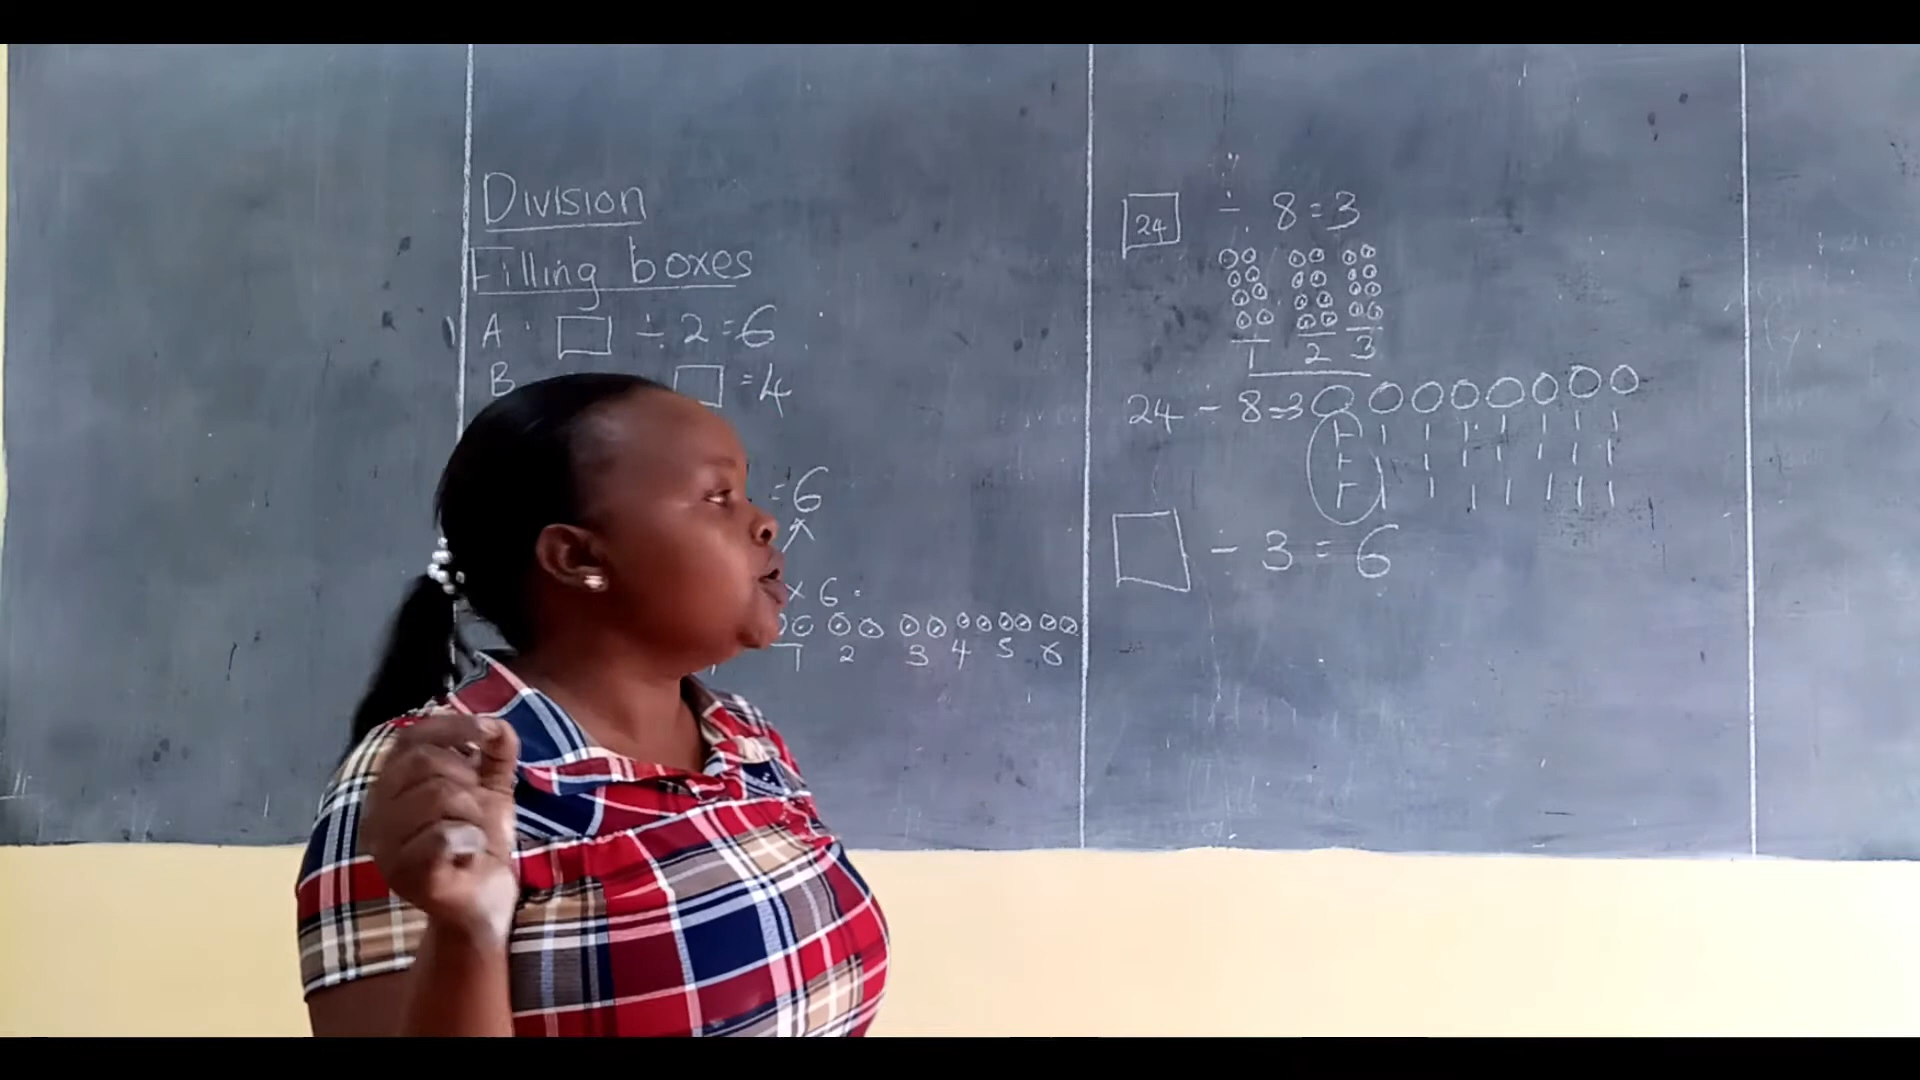 Division
Filling boxes
A. ÷ 2 = 6
B = 4
= 6
x 6
1 2 3 4 5 6
24 ÷ 8 = 3
1 2 3
24 ÷ 8 = 3
÷ 3 = 6